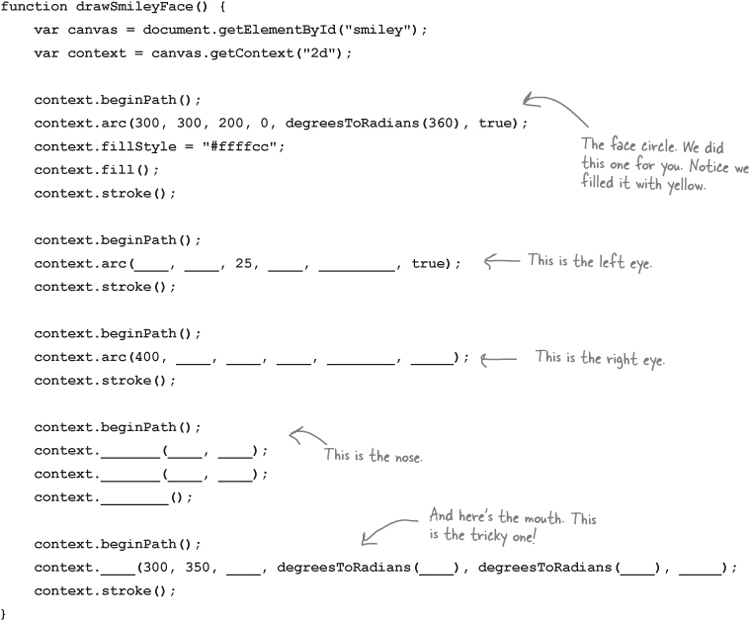 function drawSmileyFace() {
var canvas = document.getElementById("smiley");
var context = canvas.getContext("2d");
context.beginPath();
context.arc(300, 300, 200, 0, degreesToRadians(360), true);
context.fillStyle = "#ffffcc";
context.fill();
context.stroke();
The face circle. We did
this one for you. Notice we
filled it with yellow.
context.beginPath();
context.arc(____, ____, 25, ____, _________, true);
This is the left eye.
context.stroke();
context.beginPath();
context.arc(400, ____, ____, ____, ________, _____);
This is the right eye.
context.stroke();
context.beginPath();
context._______(____, ____);
This is the nose.
context._______(____, ____);
context.________();
And here's the mouth. This
is the tricky one!
context.beginPath();
context.____(300, 350, ____, degreesToRadians(____), degreesToRadians(____), _____);
context.stroke();
}